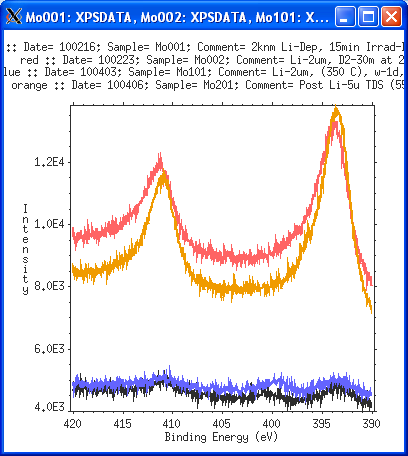 Mo001: XPSDATA, Mo002: XPSDATA, Mo101: X...
:: Date= 100216; Sample= Mo001; Comment= 2knm Li-Dep, 15min Irrad-
red :: Date= 100223; Sample= Mo002; Comment= Li-2um, D2-30m at 2
lue :: Date= 100403; Sample= Mo101; Comment= Li-2um, (350 C), w-1d,
orange :: Date= 100406; Sample= Mo201; Comment= Post Li-5u TDS (55
1,2E4
1,0E4
8,0E3
6,0E3
4,0E3
Intensity
420 415 410 405 400 395 390
Binding Energy (eV)